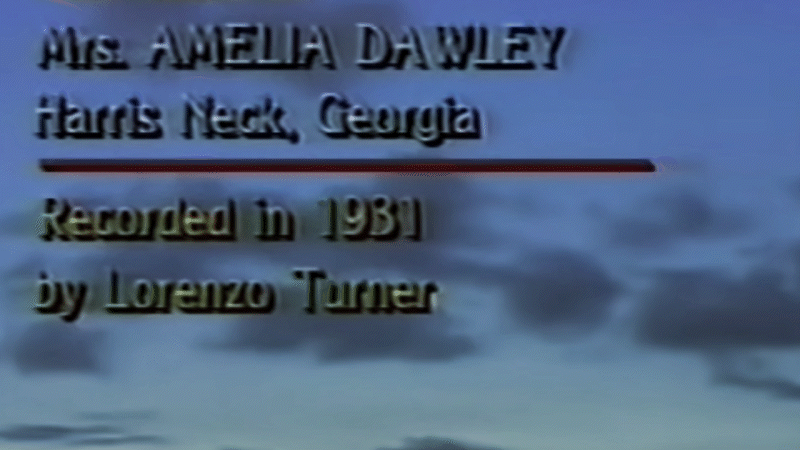 Mrs. AMELIA DAWLEY
Harris Neck, Georgia
Recorded in 1931
by Lorenzo Turner